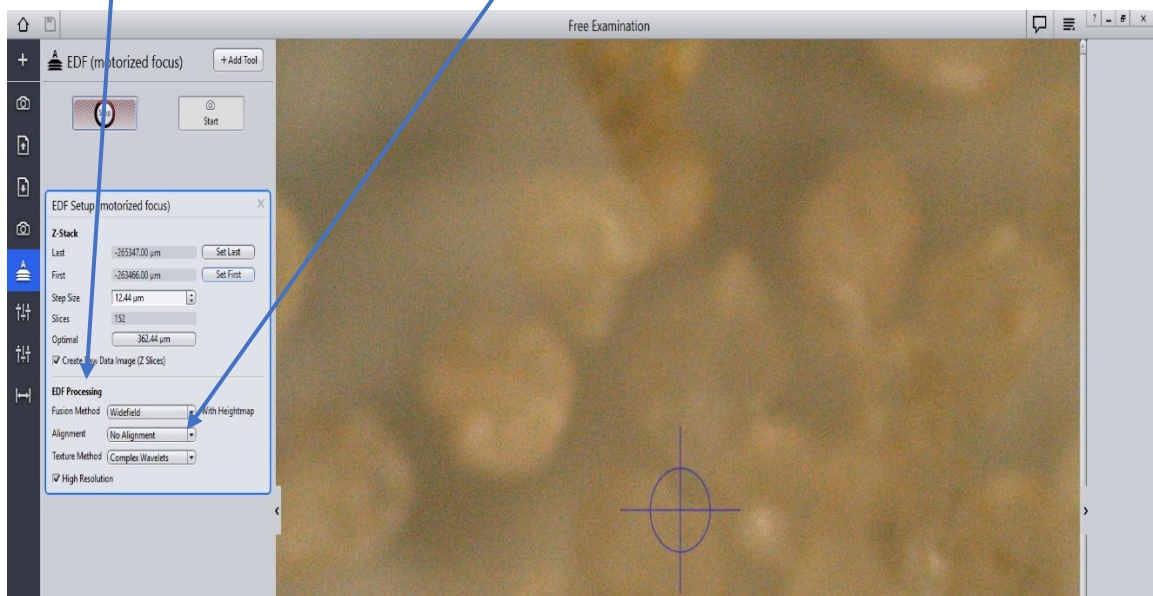 Free Examination
? - X
EDF (motorized focus) + Add Tool
Stop
Start
EDF Setup (motorized focus) X
Z-Stack
Last -265347.00 µm Set Last
First -263466.00 µm Set First
Step Size 12.44 µm
Slices 152
Optimal 362.44 µm
Create Raw Data Image (Z Slices)
EDF Processing
Fusion Method Widefield With Heightmap
Alignment No Alignment
Texture Method Complex Wavelets
High Resolution